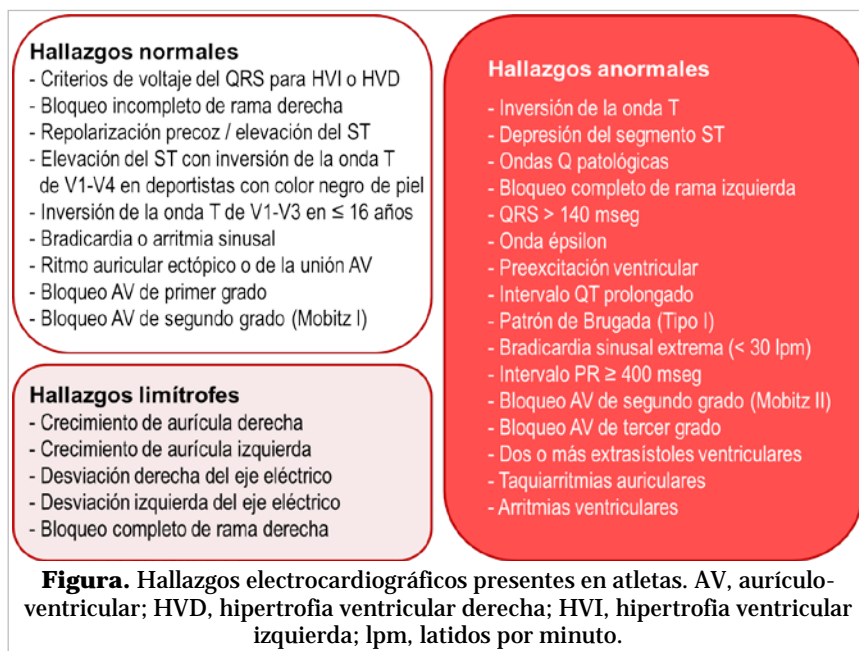 Hallazgos normales
- Criterios de voltaje del QRS para HVI o HVD
- Bloqueo incompleto de rama derecha
- Repolarización precoz / elevación del ST
- Elevación del ST con inversión de la onda T
de V1-V4 en deportistas con color negro de piel
- Inversión de la onda T de V1-V3 en ≤ 16 años
- Bradicardia o arritmia sinusal
- Ritmo auricular ectópico o de la unión AV
- Bloqueo AV de primer grado
- Bloqueo AV de segundo grado (Mobitz I)
Hallazgos limítrofes
- Crecimiento de aurícula derecha
- Crecimiento de aurícula izquierda
- Desviación derecha del eje eléctrico
- Desviación izquierda del eje eléctrico
- Bloqueo completo de rama derecha
Hallazgos anormales
- Inversión de la onda T
- Depresión del segmento ST
- Ondas Q patológicas
- Bloqueo completo de rama izquierda
- QRS > 140 mseg
- Onda épsilon
- Preexcitación ventricular
- Intervalo QT prolongado
- Patrón de Brugada (Tipo I)
- Bradicardia sinusal extrema (< 30 lpm)
- Intervalo PR ≥ 400 mseg
- Bloqueo AV de segundo grado (Mobitz II)
- Bloqueo AV de tercer grado
- Dos o más extrasístoles ventriculares
- Taquiarritmias auriculares
- Arritmias ventriculares
Figura. Hallazgos electrocardiográficos presentes en atletas. AV, aurículo-
ventricular; HVD, hipertrofia ventricular derecha; HVI, hipertrofia ventricular
izquierda; lpm, latidos por minuto.